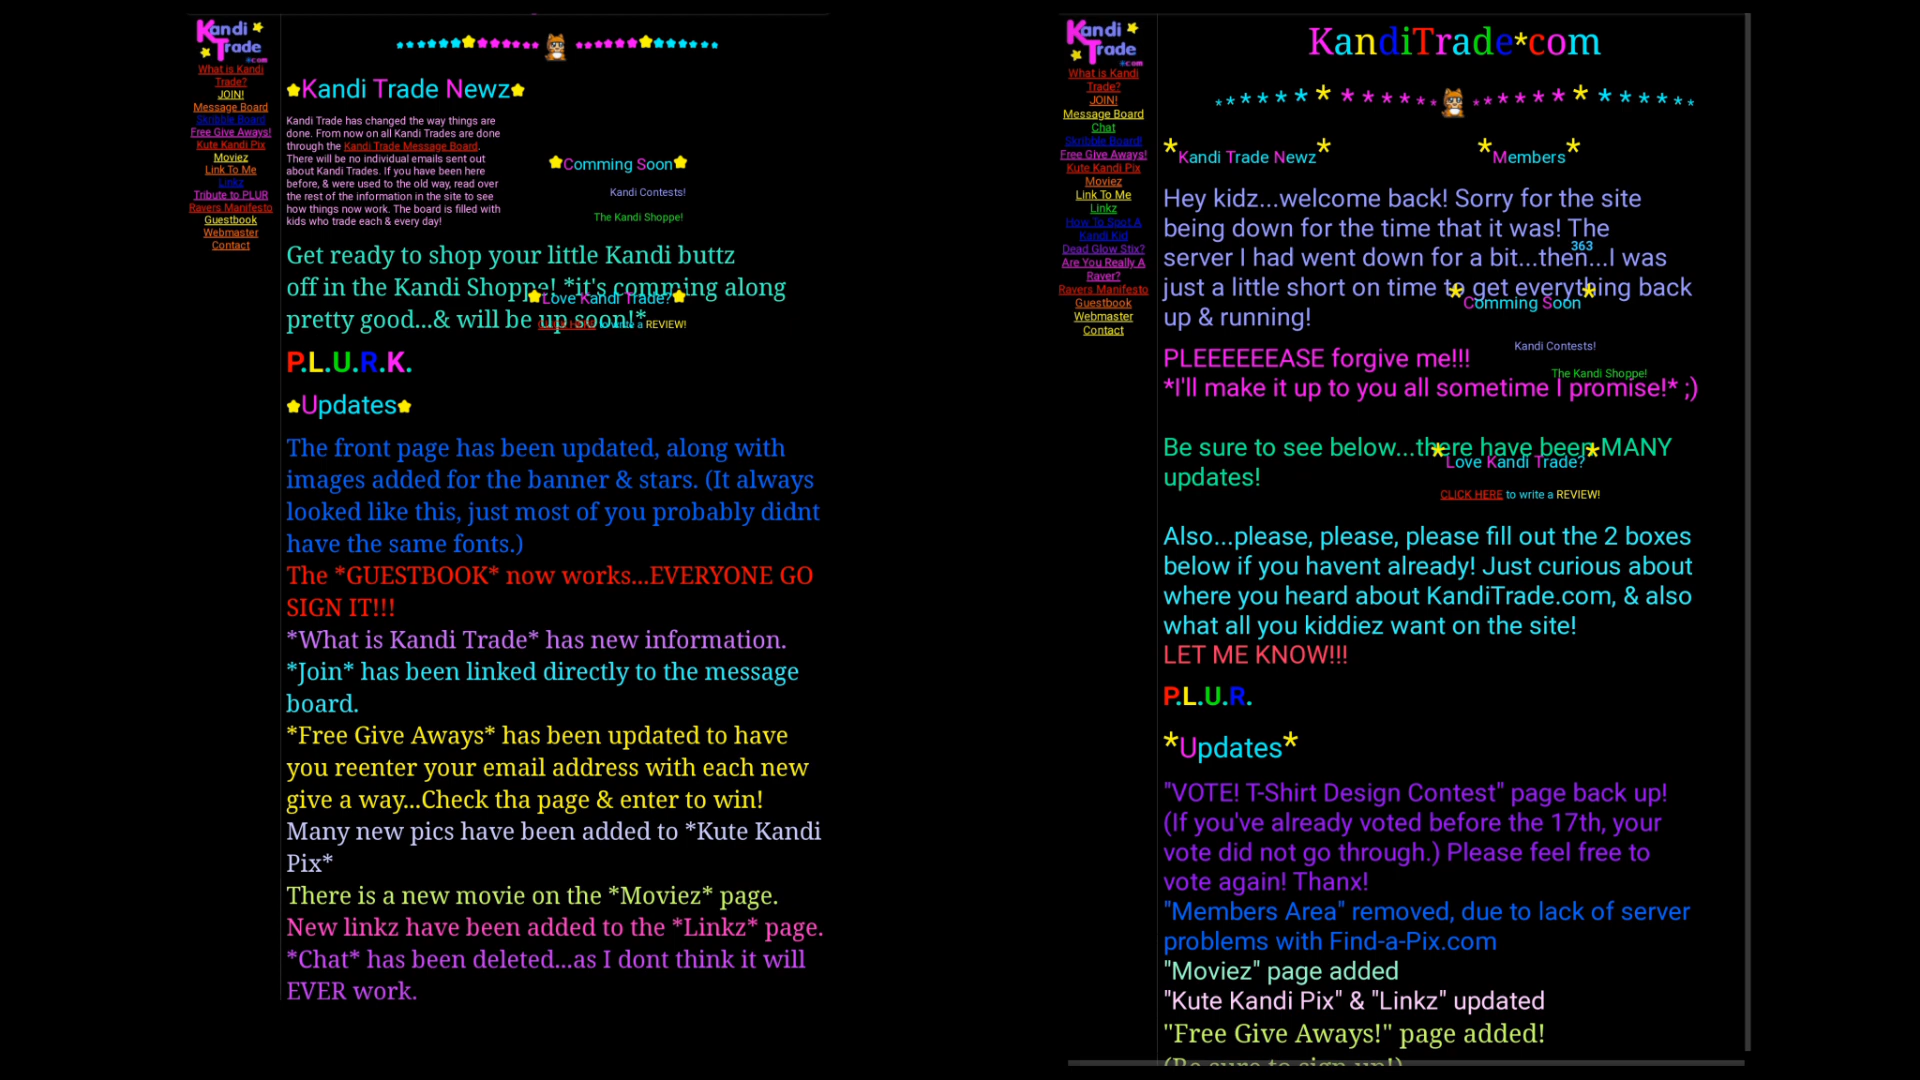 Kandi
Trade
.com
What is Kandi
Trade?
JOIN!
Message Board
Skribble Board
Free Give Aways!
Kute Kandi Pix
Moviez
Link To Me
Linkz
Tribute to PLUR
Ravers Manifesto
Guestbook
Webmaster
Contact
Kandi Trade Newz
Kandi Trade has changed the way things are
done. From now on all Kandi Trades are done
through the Kandi Trade Message Board.
There will be no individual emails sent out
about Kandi Trades. If you have been here
before, & were used to the old way, read over
the rest of the information in the site to see
how things now work. The board is filled with
kids who trade each & every day!
Comming Soon
Kandi Contests!
The Kandi Shoppe!
Get ready to shop your little Kandi buttz
off in the Kandi Shoppe! *it's comming along
pretty good...& will be up soon!*
Love Kandi Trade?
CLICK HERE to write a REVIEW!
P.L.U.R.K.
Updates
The front page has been updated, along with
images added for the banner & stars. (It always
looked like this, just most of you probably didnt
have the same fonts.)
The *GUESTBOOK* now works...EVERYONE GO
SIGN IT!!!
*What is Kandi Trade* has new information.
*Join* has been linked directly to the message
board.
*Free Give Aways* has been updated to have
you reenter your email address with each new
give a way...Check tha page & enter to win!
Many new pics have been added to *Kute Kandi
Pix*
There is a new movie on the *Moviez* page.
New linkz have been added to the *Linkz* page.
*Chat* has been deleted...as I dont think it will
EVER work.
Kandi
Trade
.com
What is Kandi
Trade?
JOIN!
Message Board
Chat
Skribble Board!
Free Give Aways!
Kute Kandi Pix
Moviez
Link To Me
Linkz
How To Spot A
Kandi Kid
Dead Glow Stix?
Are You Really A
Raver?
Ravers Manifesto
Guestbook
Webmaster
Contact
KandiTrade*com
* * * * * * * * * * * * * * * * * * * * * * * * * * * *
*Kandi Trade Newz*
*Members*
363
Hey kidz...welcome back! Sorry for the site
being down for the time that it was! The
server I had went down for a bit...then...I was
just a little short on time to get everything back
up & running!
*Comming Soon*
Kandi Contests!
The Kandi Shoppe!
PLEEEEEEASE forgive me!!!
*I'll make it up to you all sometime I promise!* ;)
Be sure to see below...there have been MANY
updates!
*Love Kandi Trade?*
CLICK HERE to write a REVIEW!
Also...please, please, please fill out the 2 boxes
below if you havent already! Just curious about
where you heard about KandiTrade.com, & also
what all you kiddiez want on the site!
LET ME KNOW!!!
P.L.U.R.
*Updates*
"VOTE! T-Shirt Design Contest" page back up!
(If you've already voted before the 17th, your
vote did not go through.) Please feel free to
vote again! Thanx!
"Members Area" removed, due to lack of server
problems with Find-a-Pix.com
"Moviez" page added
"Kute Kandi Pix" & "Linkz" updated
"Free Give Aways!" page added!
(Be sure to sign up!)